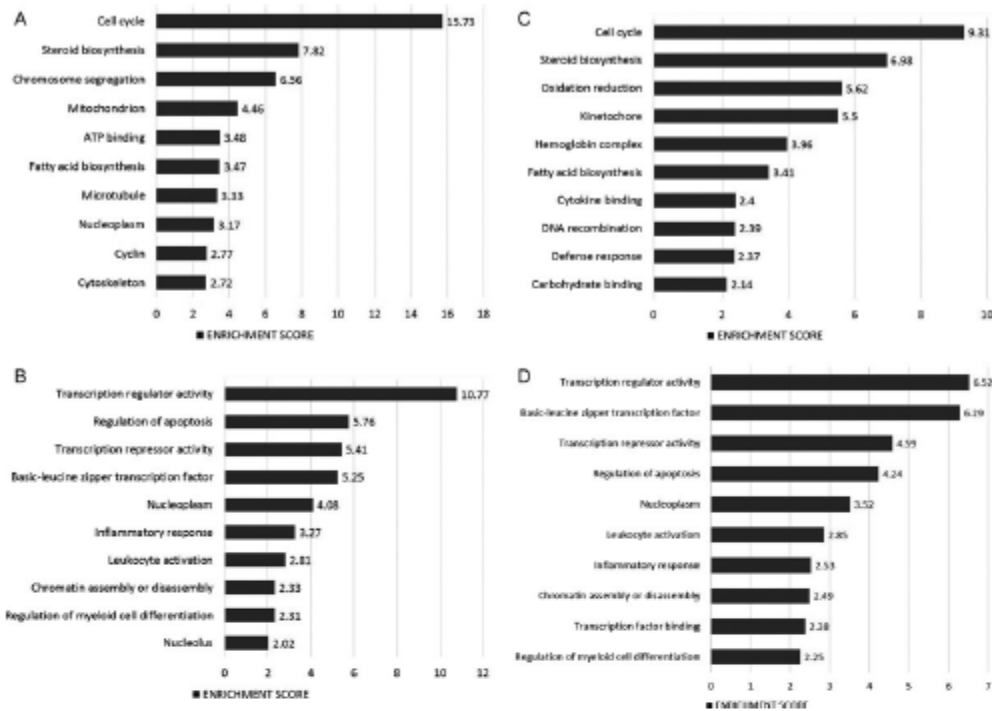 A
Cell cycle 15.73
Steroid biosynthesis 7.82
Chromosome segregation 6.56
Mitochondrion 4.46
ATP binding 3.48
Fatty acid biosynthesis 3.47
Microtubule 3.33
Nucleoplasm 3.17
Cyclin 2.77
Cytoskeleton 2.72
0 2 4 6 8 10 12 14 16 18
ENRICHMENT SCORE
B
Transcription regulator activity 10.77
Regulation of apoptosis 5.76
Transcription repressor activity 5.41
Basic-leucine zipper transcription factor 5.25
Nucleoplasm 4.08
Inflammatory response 3.27
Leukocyte activation 2.81
Chromatin assembly or disassembly 2.33
Regulation of myeloid cell differentiation 2.31
Nucleolus 2.02
0 2 4 6 8 10 12
ENRICHMENT SCORE
C
Cell cycle 9.31
Steroid biosynthesis 6.98
Oxidation reduction 5.62
Kinetochore 5.5
Hemoglobin complex 3.96
Fatty acid biosynthesis 3.41
Cytokine binding 2.4
DNA recombination 2.39
Defense response 2.37
Carbohydrate binding 2.14
0 2 4 6 8 10
ENRICHMENT SCORE
D
Transcription regulator activity 6.52
Basic-leucine zipper transcription factor 6.29
Transcription repressor activity 4.59
Regulation of apoptosis 4.24
Nucleoplasm 3.52
Leukocyte activation 2.85
Inflammatory response 2.53
Chromatin assembly or disassembly 2.49
Transcription factor binding 2.38
Regulation of myeloid cell differentiation 2.25
0 1 2 3 4 5 6 7
ENRICHMENT SCORE